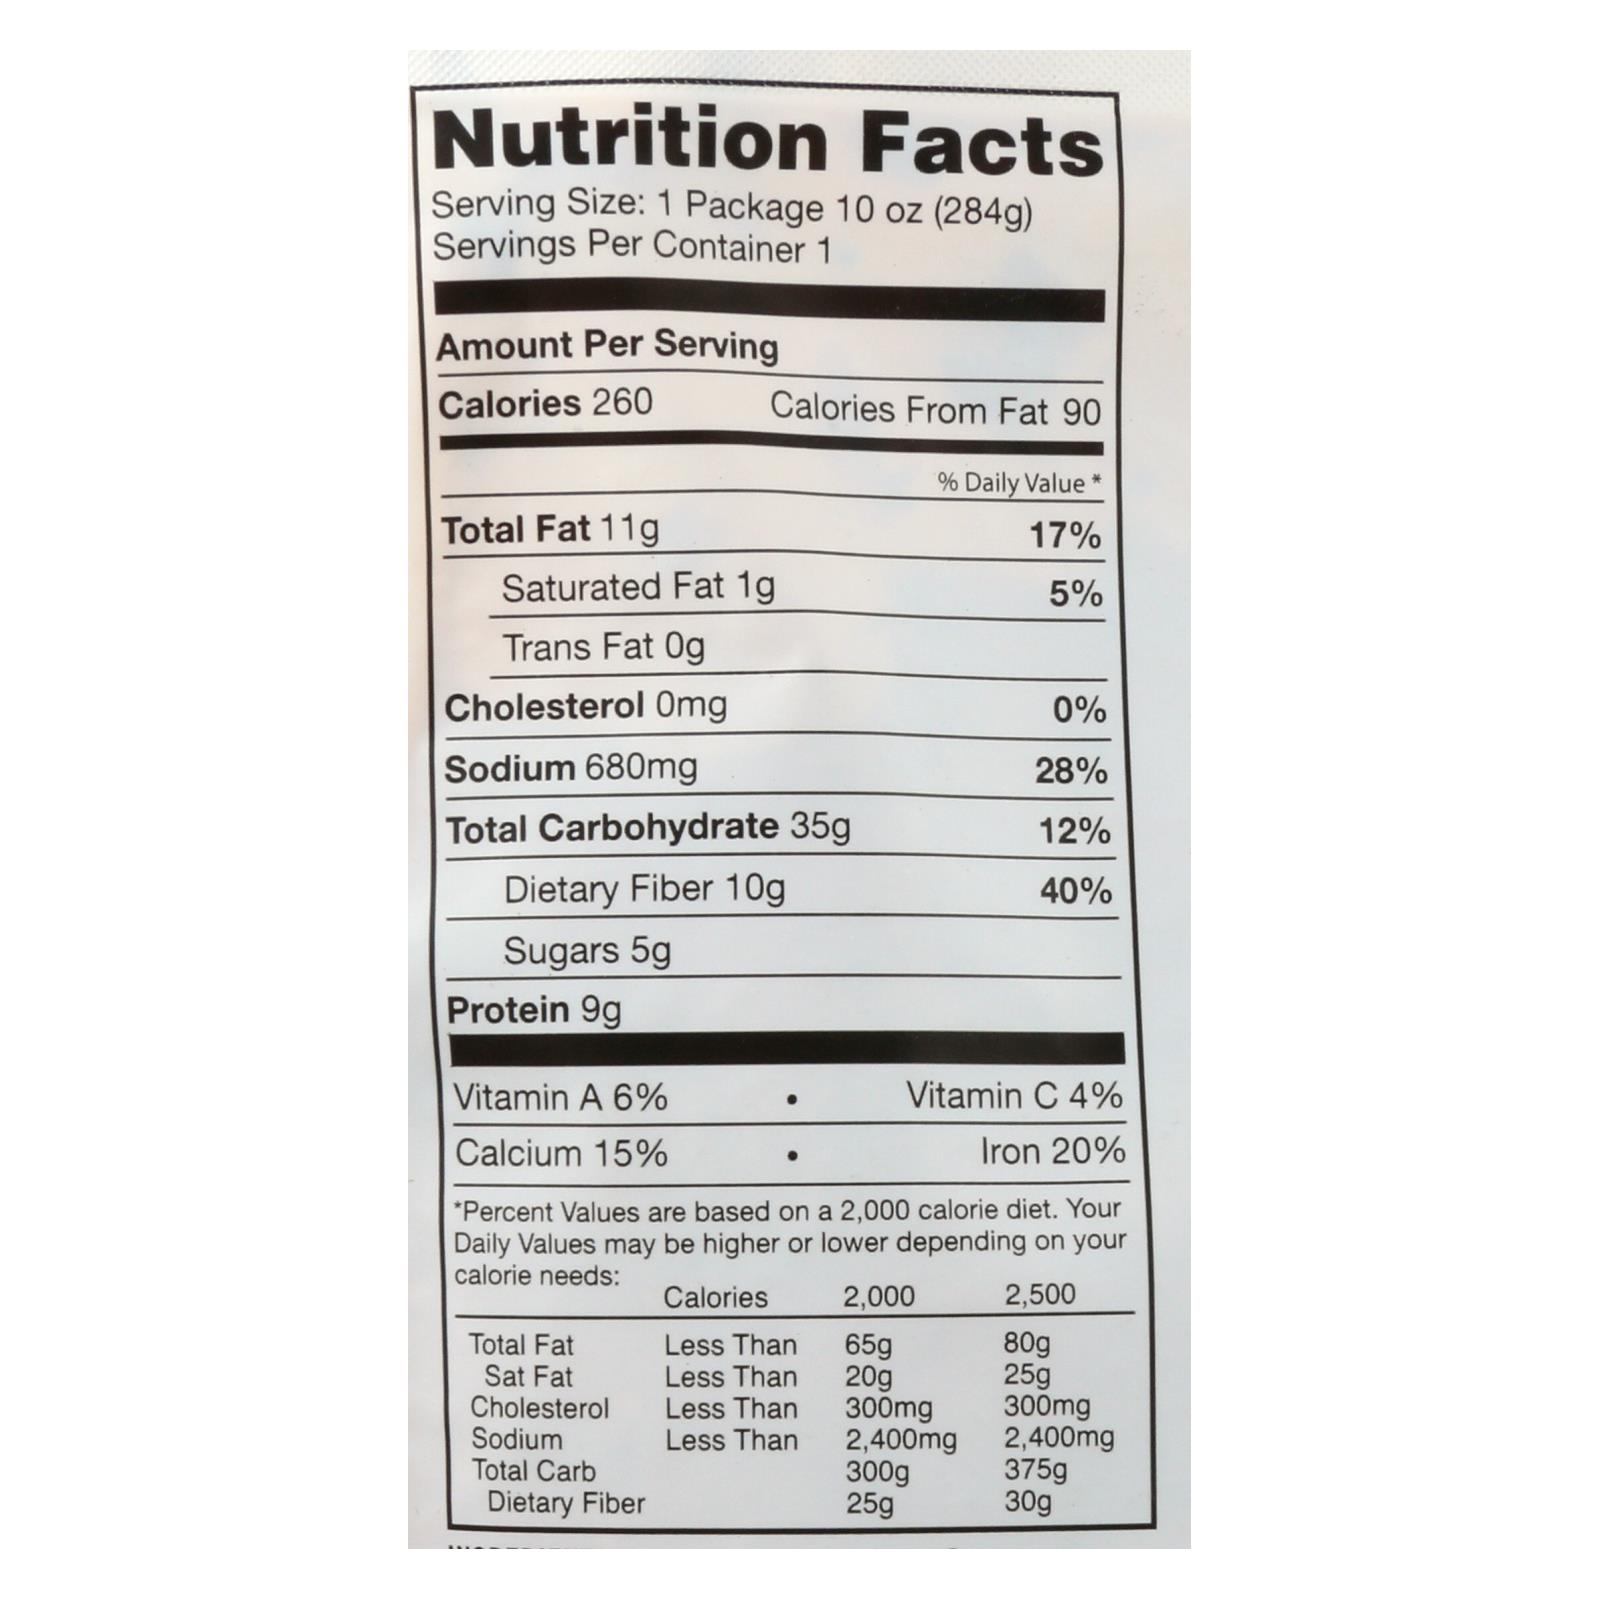 Nutrition Facts
Serving Size: 1 Package 10 oz (284g)
Servings Per Container 1
Amount Per Serving
Calories 260 Calories From Fat 90
% Daily Value *
Total Fat 11g 17%
Saturated Fat 1g 5%
Trans Fat 0g
Cholesterol 0mg 0%
Sodium 680mg 28%
Total Carbohydrate 35g 12%
Dietary Fiber 10g 40%
Sugars 5g
Protein 9g
Vitamin A 6% • Vitamin C 4%
Calcium 15% • Iron 20%
*Percent Values are based on a 2,000 calorie diet. Your
Daily Values may be higher or lower depending on your
calorie needs:
Calories 2,000 2,500
Total Fat Less Than 65g 80g
Sat Fat Less Than 20g 25g
Cholesterol Less Than 300mg 300mg
Sodium Less Than 2,400mg 2,400mg
Total Carb 300g 375g
Dietary Fiber 25g 30g